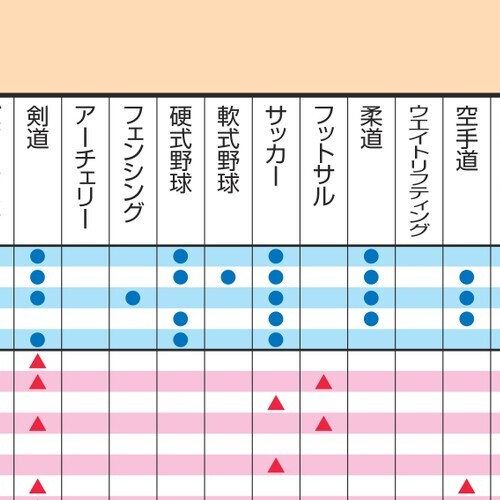 剣道
アーチェリー
フェンシング
硬式野球
軟式野球
サッカー
フットサル
柔道
ウエイトリフティング
空手道